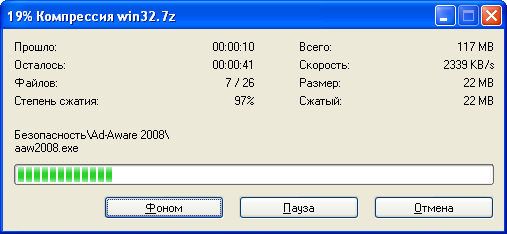 19% Компрессия win32.7z
Прошло: 00:00:10 Всего: 117 MB
Осталось: 00:00:41 Скорость: 2339 KB/s
Файлов: 7 / 26 Размер: 22 MB
Степень сжатия: 97% Сжатый: 22 MB
Безопасность\Ad-Aware 2008\
aaw2008.exe
Фоном Пауза Отмена